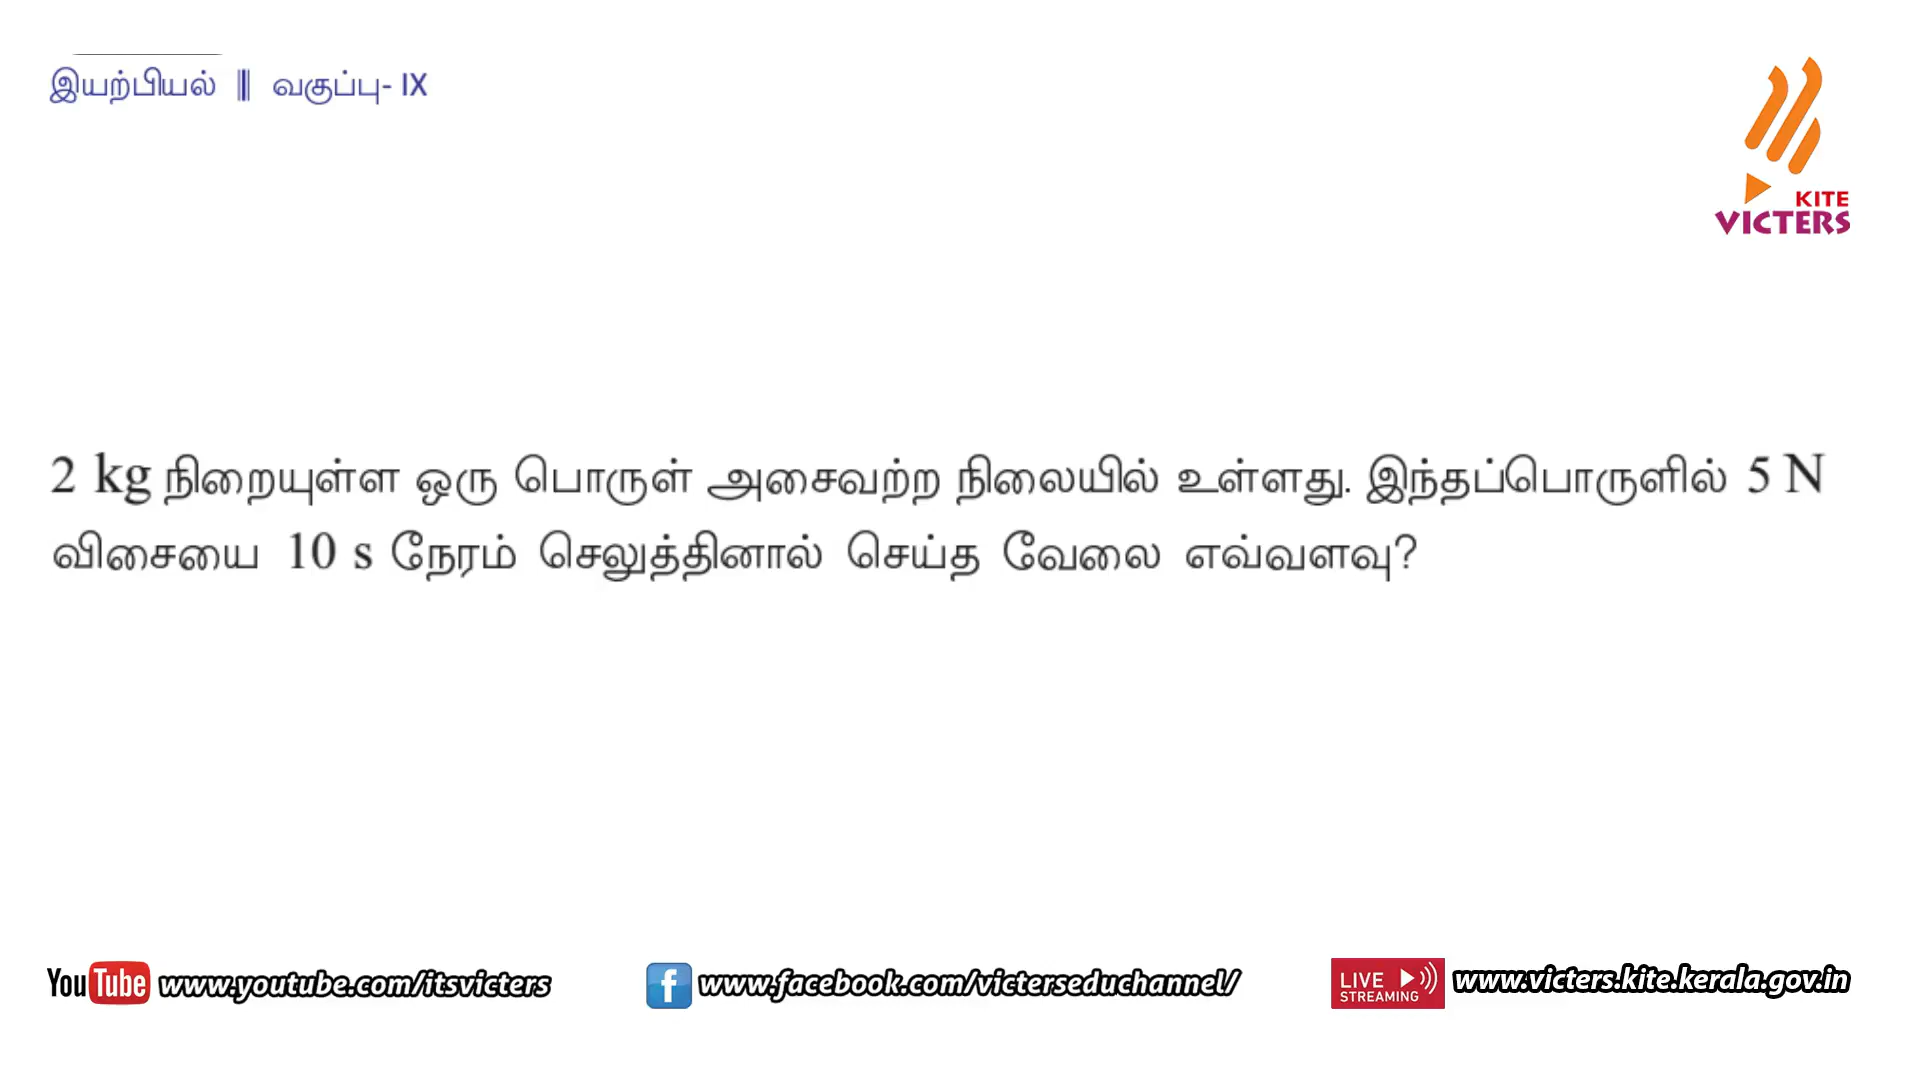 இயற்பியல் || வகுப்பு- IX
KITE
VICTERS
2 kg நிறையுள்ள ஒரு பொருள் அசைவற்ற நிலையில் உள்ளது. இந்தப்பொருளில் 5 N
விசையை 10 s நேரம் செலுத்தினால் செய்த வேலை எவ்வளவு?
YouTube www.youtube.com/itsvicters
f www.facebook.com/victerseduchannel/
LIVE STREAMING www.victers.kite.kerala.gov.in